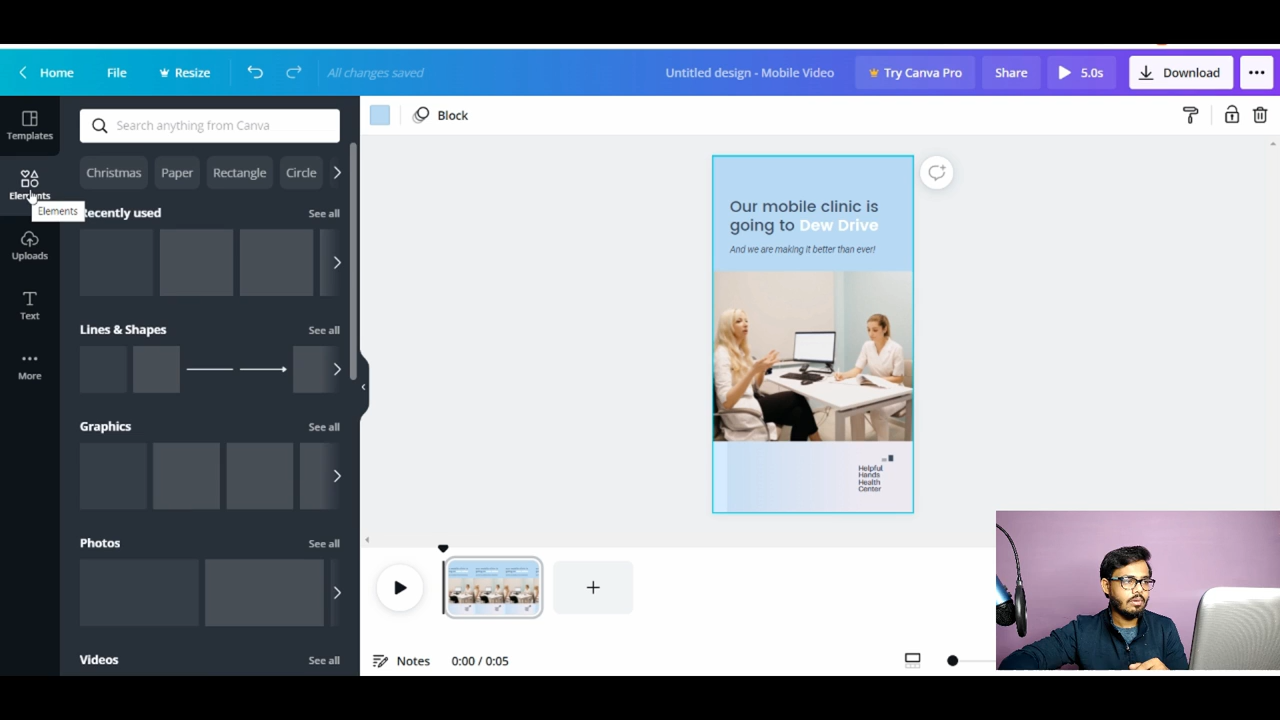 Home
File
Resize
All changes saved
Untitled design - Mobile Video
Try Canva Pro
Share
5.0s
Download
Templates
Elements
Elements
Uploads
Text
More
Search anything from Canva
Christmas
Paper
Rectangle
Circle
Recently used
See all
Lines & Shapes
See all
Graphics
See all
Photos
See all
Videos
See all
Block
Our mobile clinic is
going to Dew Drive
And we are making it better than ever!
Helpful
Hands
Health
Center
Notes
0:00 / 0:05